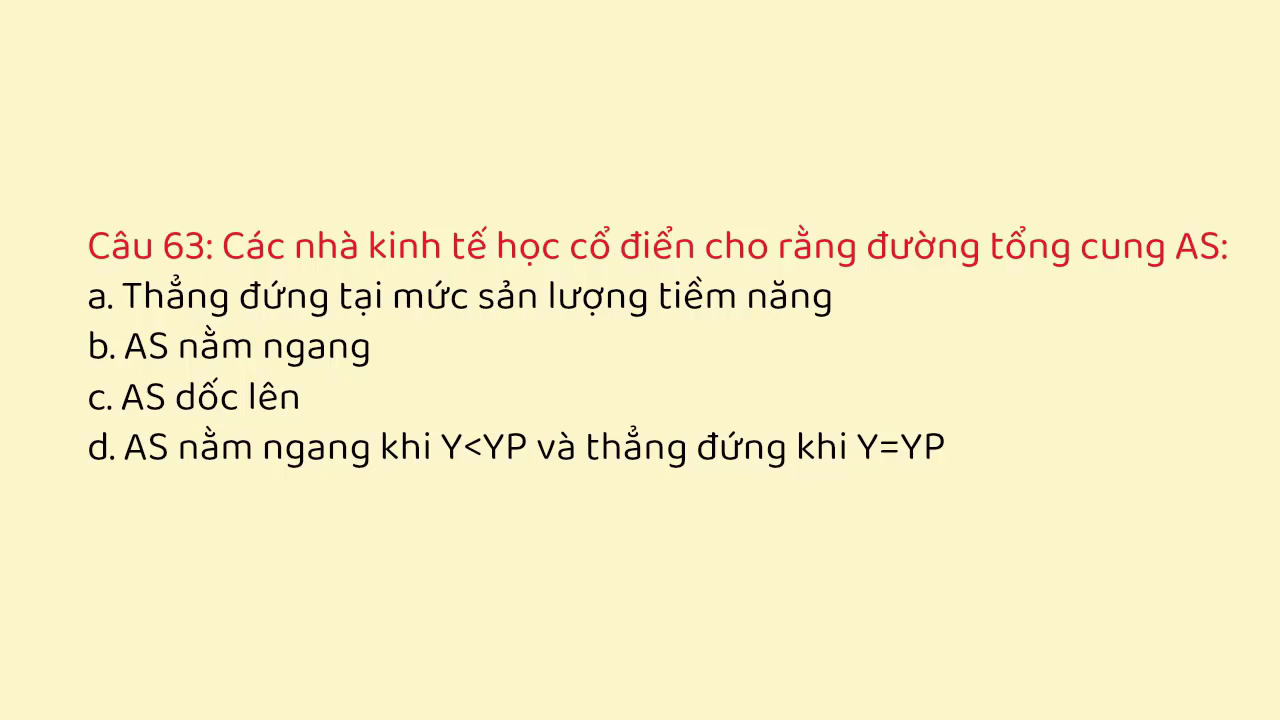 Câu 63: Các nhà kinh tế học cổ điển cho rằng đường tổng cung AS:
a. Thẳng đứng tại mức sản lượng tiềm năng
b. AS nằm ngang
c. AS dốc lên
d. AS nằm ngang khi Y<YP và thẳng đứng khi Y=YP